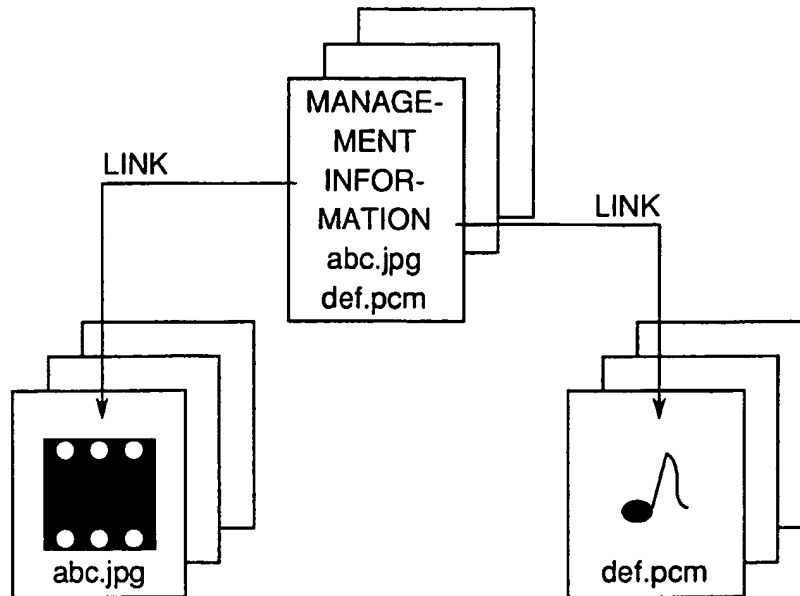 MANAGE-
MENT
INFOR-
MATION
abc.jpg
def.pcm
LINK
LINK
abc.jpg
def.pcm